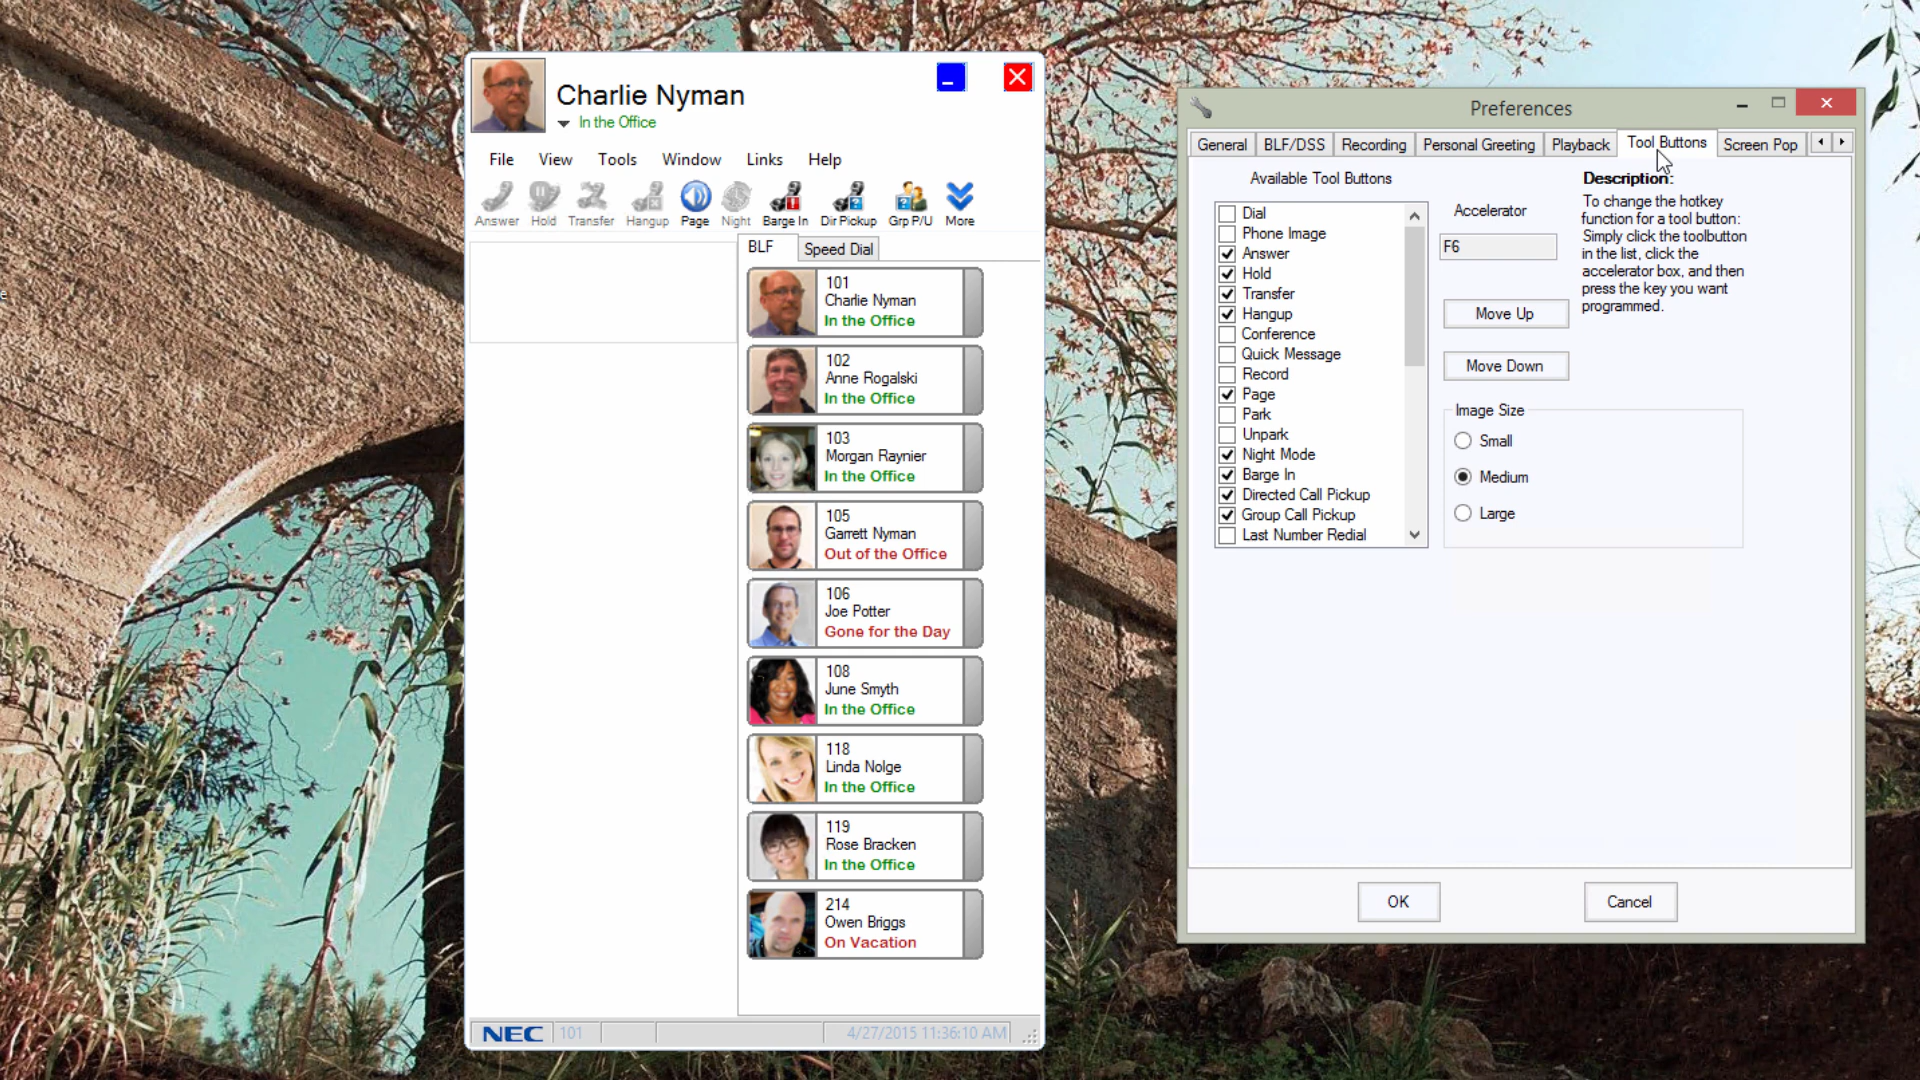 Charlie Nyman
In the Office
File View Tools Window Links Help
Answer Hold Transfer Hangup Page Night Barge In Dir Pickup Grp P/U More
BLF Speed Dial
101
Charlie Nyman
In the Office
102
Anne Rogalski
In the Office
103
Morgan Raynier
In the Office
105
Garrett Nyman
Out of the Office
106
Joe Potter
Gone for the Day
108
June Smyth
In the Office
118
Linda Nolge
In the Office
119
Rose Bracken
In the Office
214
Owen Briggs
On Vacation
NEC 101 4/27/2015 11:36:10 AM
Preferences
General BLF/DSS Recording Personal Greeting Playback Tool Buttons Screen Pop
Available Tool Buttons
Dial
Phone Image
Answer
Hold
Transfer
Hangup
Conference
Quick Message
Record
Page
Park
Unpark
Night Mode
Barge In
Directed Call Pickup
Group Call Pickup
Last Number Redial
Accelerator
F6
Move Up
Move Down
Image Size
Small
Medium
Large
Description:
To change the hotkey
function for a tool button:
Simply click the toolbutton
in the list, click the
accelerator box, and then
press the key you want
programmed.
OK Cancel